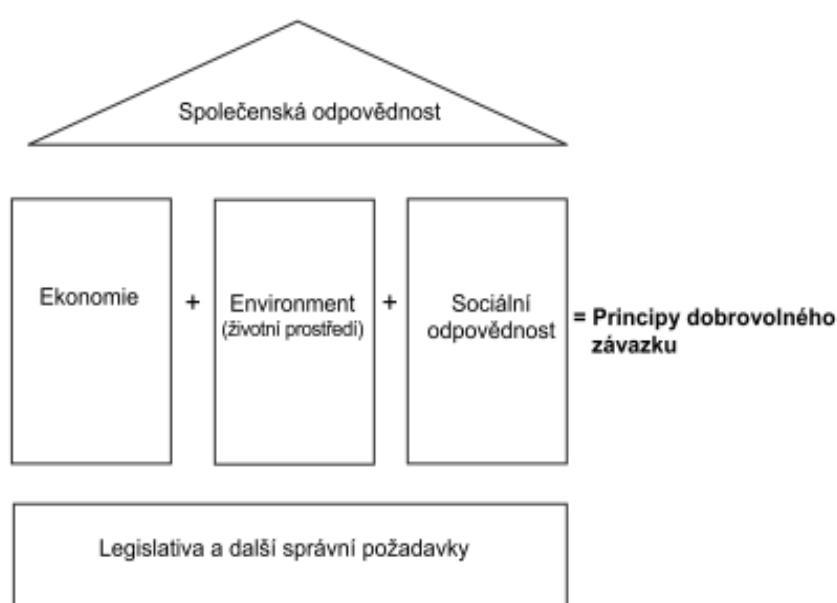 Společenská odpovědnost
Ekonomie
+
Environment
(životní prostředí)
+
Sociální
odpovědnost
= Principy dobrovolného
závazku
Legislativa a další správní požadavky